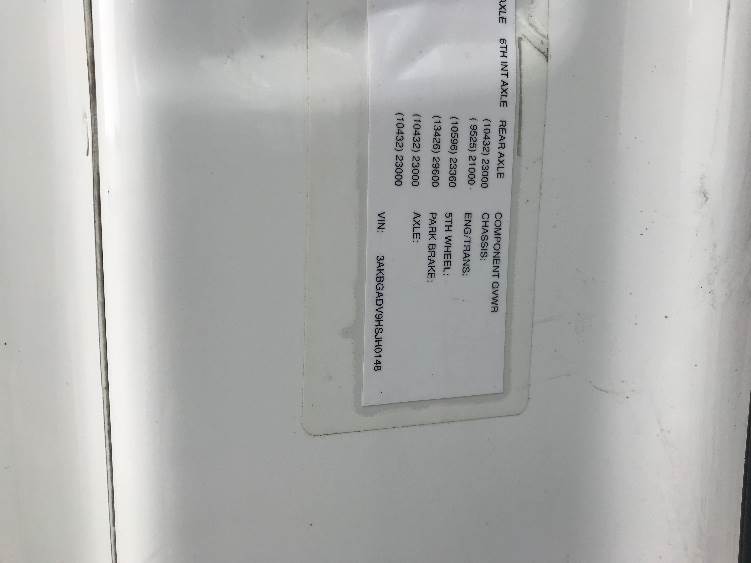 AXLE 6TH INT AXLE REAR AXLE COMPONENT GVWR
(10432) 23000 CHASSIS:
( 9525) 21000 ENG/TRANS:
(10596) 23360 5TH WHEEL:
(13426) 29600 PARK BRAKE:
(10432) 23000 AXLE:
(10432) 23000
VIN: 3AKBGADV9HSJH0148